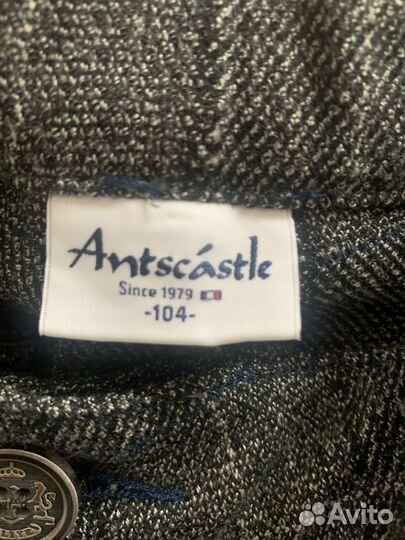 Antscástle
Since 1979
-104-
Avito